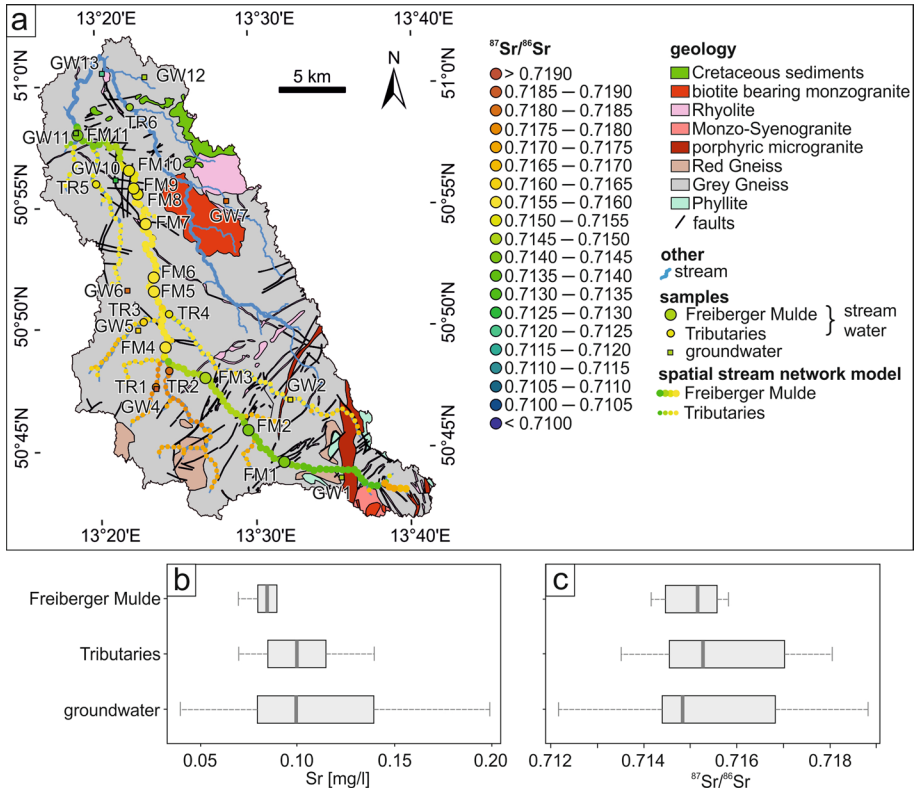 a
13°20'E 13°30'E 13°40'E
51°0'N
50°55'N
50°50'N
50°45'N
51°0'N
50°55'N
50°50'N
50°45'N
13°20'E 13°30'E 13°40'E
5 km
N
GW13
GW12
TR6
GW11 FM11
GW10 FM10
TR5 FM9
FM8
GW7
FM7
FM6
GW6 FM5
TR3 TR4
GW5
FM4
TR1 TR2 FM3 GW2
GW4
FM2
FM1
GW1
⁸⁷Sr/⁸⁶Sr
> 0.7190
0.7185 — 0.7190
0.7180 — 0.7185
0.7175 — 0.7180
0.7170 — 0.7175
0.7165 — 0.7170
0.7160 — 0.7165
0.7155 — 0.7160
0.7150 — 0.7155
0.7145 — 0.7150
0.7140 — 0.7145
0.7135 — 0.7140
0.7130 — 0.7135
0.7125 — 0.7130
0.7120 — 0.7125
0.7115 — 0.7120
0.7110 — 0.7115
0.7105 — 0.7110
0.7100 — 0.7105
< 0.7100
geology
Cretaceous sediments
biotite bearing monzogranite
Rhyolite
Monzo-Syenogranite
porphyric microgranite
Red Gneiss
Grey Gneiss
Phyllite
faults
other
stream
samples
Freiberger Mulde
Tributaries
stream
water
groundwater
spatial stream network model
Freiberger Mulde
Tributaries
b
Freiberger Mulde
Tributaries
groundwater
0.05 0.10 0.15 0.20
Sr [mg/l]
c
0.712 0.714 0.716 0.718
⁸⁷Sr/⁸⁶Sr